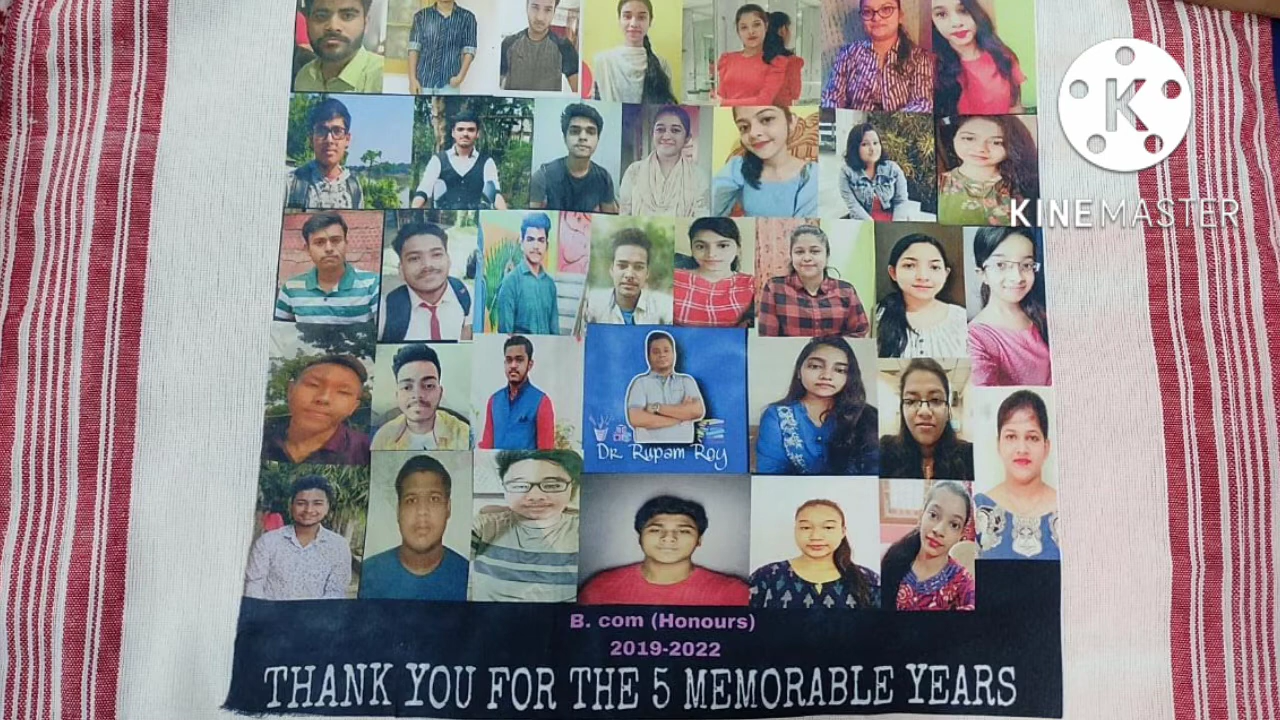 K
KINEMASTER
Dr. Rupam Roy
B. com (Honours)
2019-2022
THANK YOU FOR THE 5 MEMORABLE YEARS